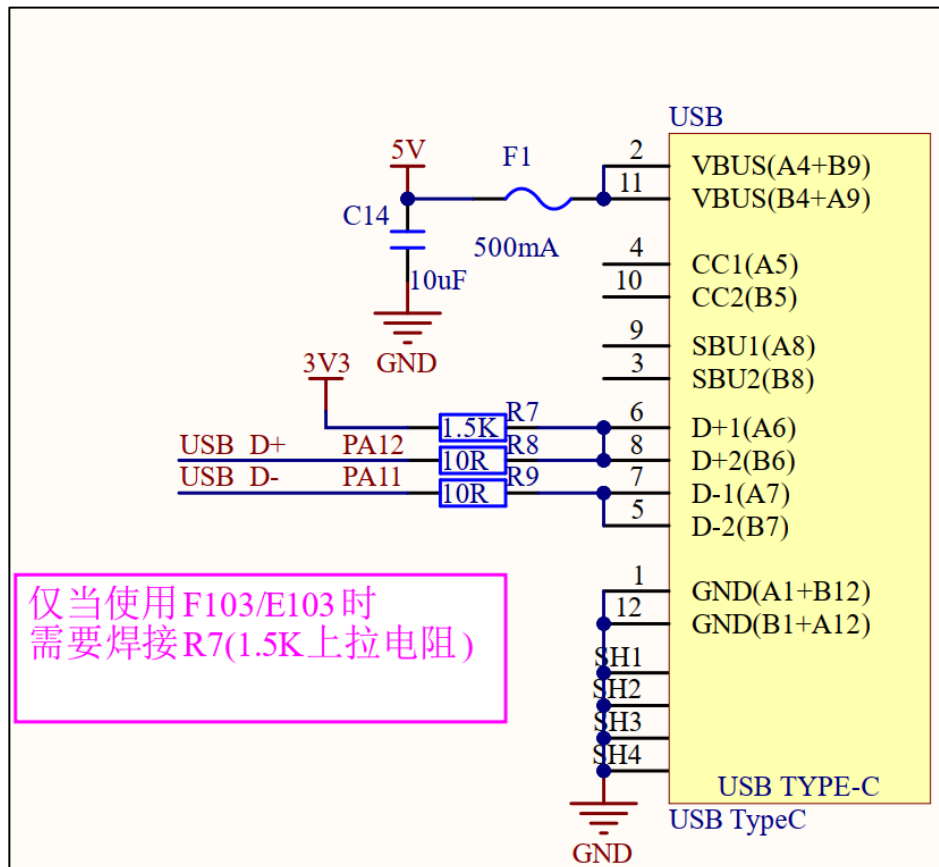 USB
5V
F1
2
VBUS(A4+B9)
11
VBUS(B4+A9)
C14
500mA
10uF
4
CC1(A5)
10
CC2(B5)
GND
9
SBU1(A8)
3
SBU2(B8)
3V3
1.5K
R7
6
D+1(A6)
USB D+
PA12
10R
R8
8
D+2(B6)
USB D-
PA11
10R
R9
7
D-1(A7)
5
D-2(B7)
仅当使用F103/E103时
需要焊接R7(1.5K上拉电阻)
1
GND(A1+B12)
12
GND(B1+A12)
SH1
SH2
SH3
SH4
USB TYPE-C
USB TypeC
GND